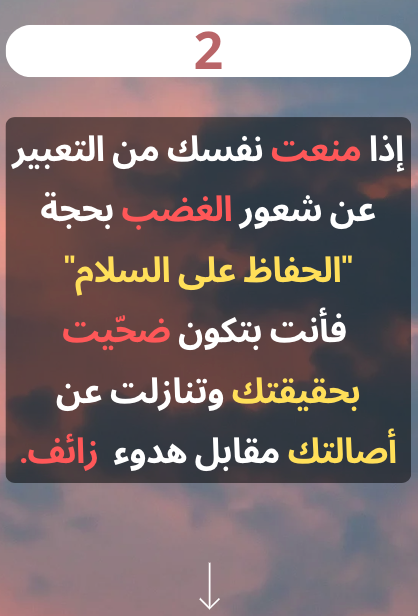 2
إذا منعت نفسك من التعبير
عن شعور الغضب بحجة
"الحفاظ على السلام"
فأنت بتكون ضحّيت
بحقيقتك وتنازلت عن
أصالتك مقابل هدوء زائف.